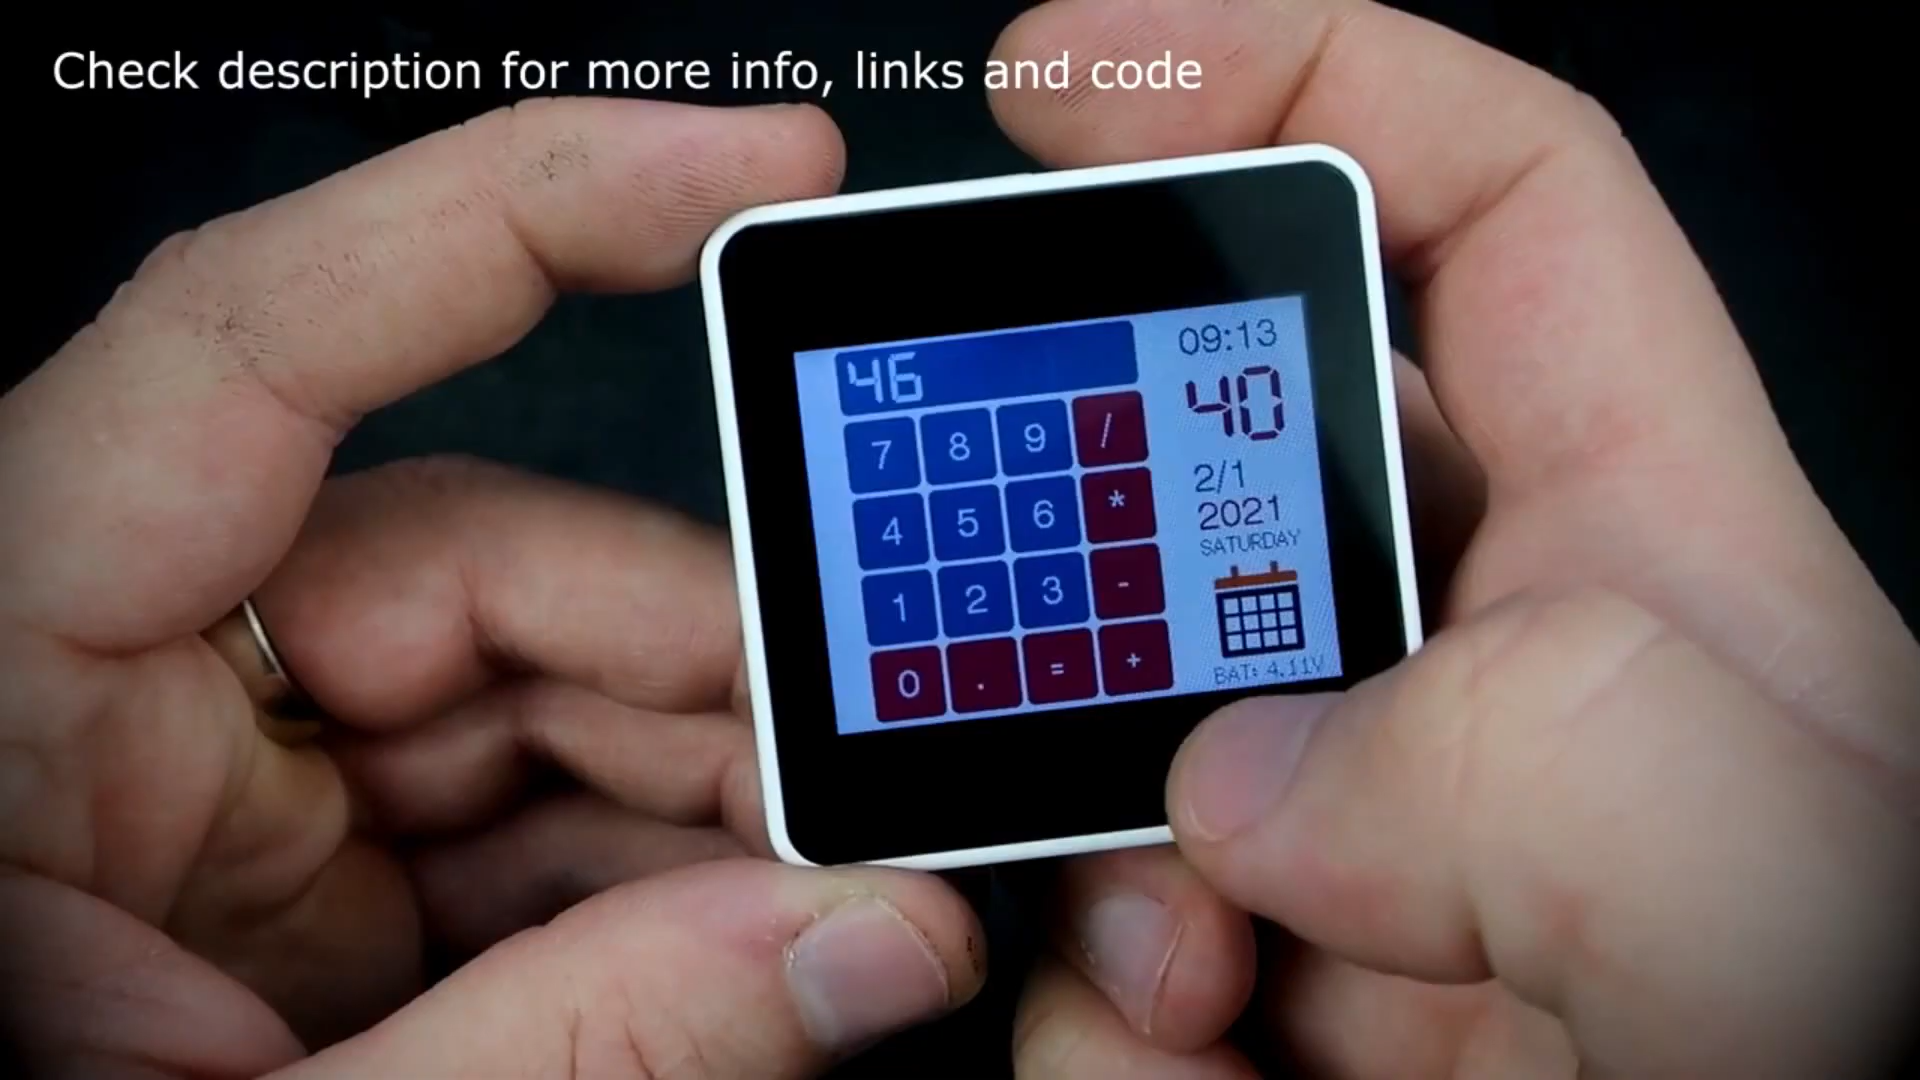 Check description for more info, links and code
46
7 8 9 /
4 5 6 *
1 2 3 -
0 . = +
09:13
40
2/1
2021
SATURDAY
BAT: 4.11V